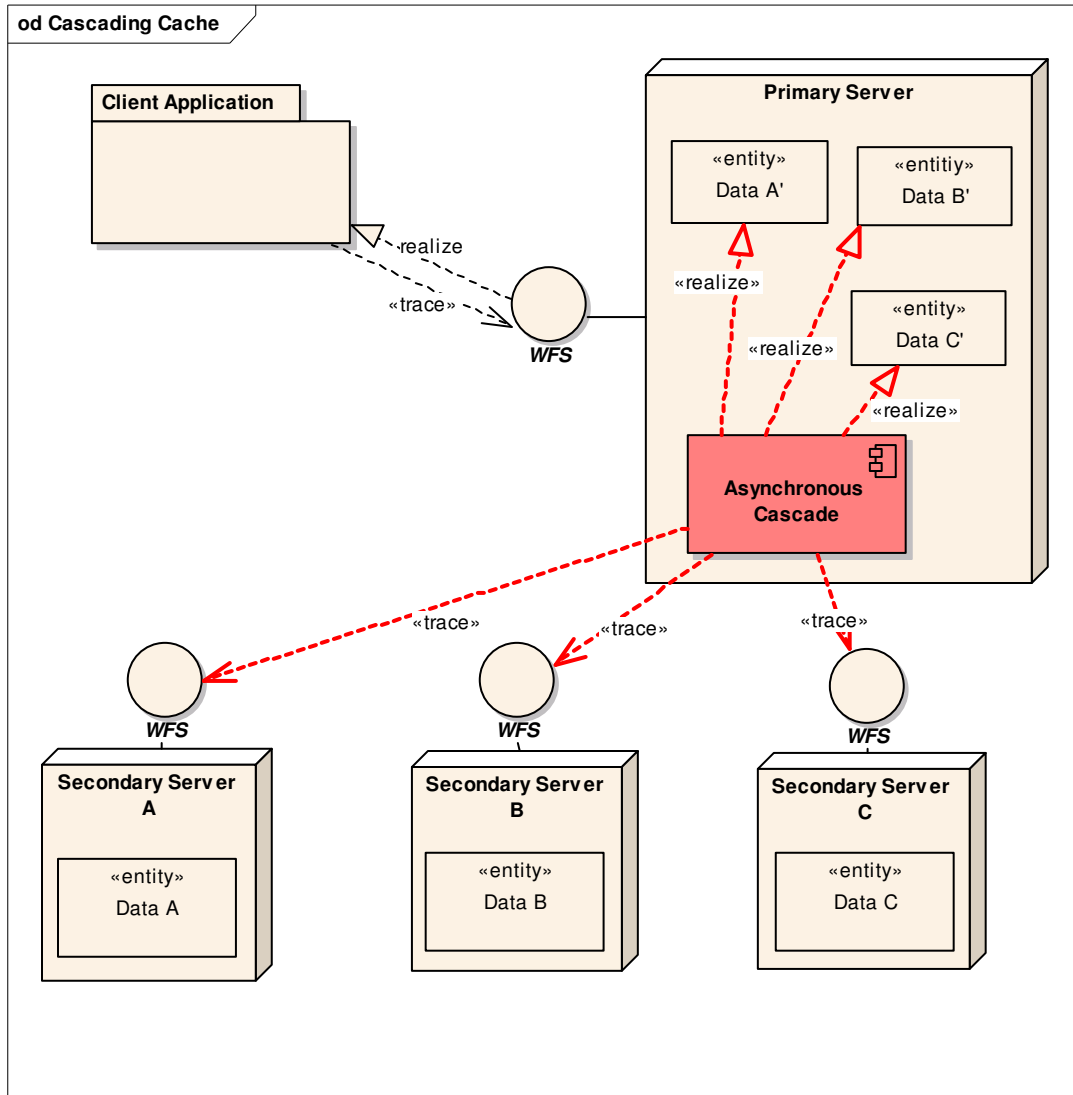 od Cascading Cache
Client Application
Primary Server
«entity»
Data A'
«entitiy»
Data B'
realize
«realize»
«trace»
«entity»
Data C'
WFS
«realize»
«realize»
Asynchronous
Cascade
«trace»
«trace»
«trace»
WFS
WFS
WFS
Secondary Server
A
Secondary Server
B
Secondary Server
C
«entity»
Data A
«entity»
Data B
«entity»
Data C